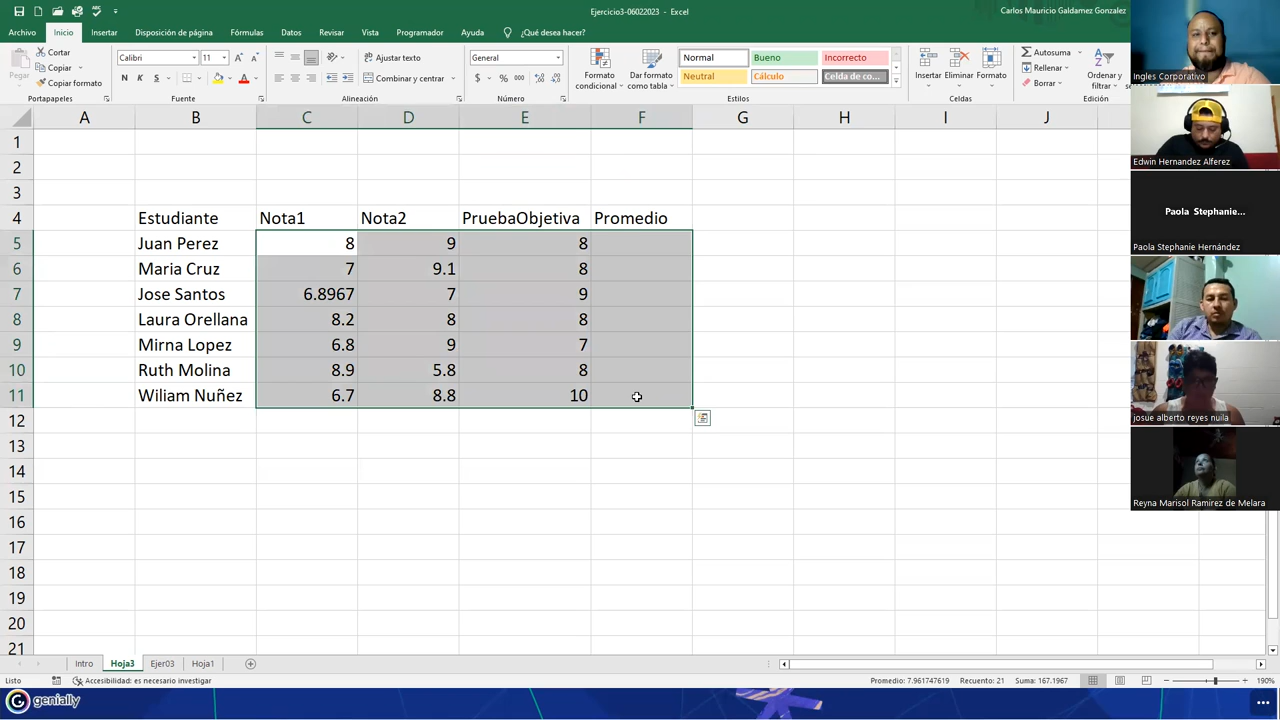 Ejercicio3-06022023 - Excel
Carlos Mauricio Galdamez Gonzalez
Archivo Inicio Insertar Disposición de página Fórmulas Datos Revisar Vista Programador Ayuda ¿Qué desea hacer?
Pegar
Cortar
Copiar
Copiar formato
Portapapeles
Calibri 11
N K S
Fuente
Ajustar texto
Combinar y centrar
Alineación
General
$ % 000
Número
Formato condicional
Dar formato como tabla
Normal Bueno Incorrecto
Neutral Cálculo Celda de co...
Estilos
Insertar Eliminar Formato
Celdas
Autosuma
Rellenar
Borrar
Ordenar y filtrar
Edición
A B C D E F G H I J
1
2
3
4 Estudiante Nota1 Nota2 PruebaObjetiva Promedio
5 Juan Perez 8 9 8
6 Maria Cruz 7 9.1 8
7 Jose Santos 6.8967 7 9
8 Laura Orellana 8.2 8 8
9 Mirna Lopez 6.8 9 7
10 Ruth Molina 8.9 5.8 8
11 Wiliam Nuñez 6.7 8.8 10
12
13
14
15
16
17
18
19
20
21
Intro Hoja3 Ejer03 Hoja1
Listo Accesibilidad: es necesario investigar Promedio: 7.961747619 Recuento: 21 Suma: 167.1967 190%
genially
Ingles Corporativo
Edwin Hernandez Alferez
Paola Stephanie...
Paola Stephanie Hernández
josue alberto reyes nuila
Reyna Marisol Ramirez de Melara